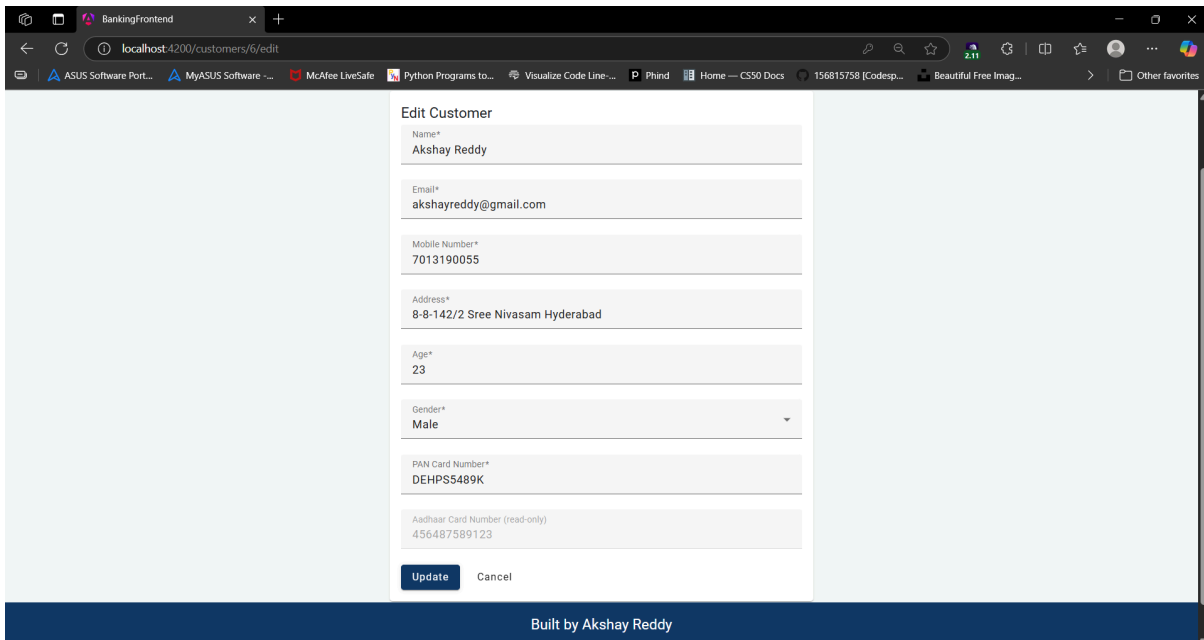 BankingFrontend
localhost:4200/customers/6/edit
2.11
ASUS Software Port... MyASUS Software -... McAfee LiveSafe Python Programs to... Visualize Code Line-... Phind Home — CS50 Docs 156815758 [Codesp... Beautiful Free Imag... Other favorites
Edit Customer
Name*
Akshay Reddy
Email*
akshayreddy@gmail.com
Mobile Number*
7013190055
Address*
8-8-142/2 Sree Nivasam Hyderabad
Age*
23
Gender*
Male
PAN Card Number*
DEHPS5489K
Aadhaar Card Number (read-only)
456487589123
Update Cancel
Built by Akshay Reddy